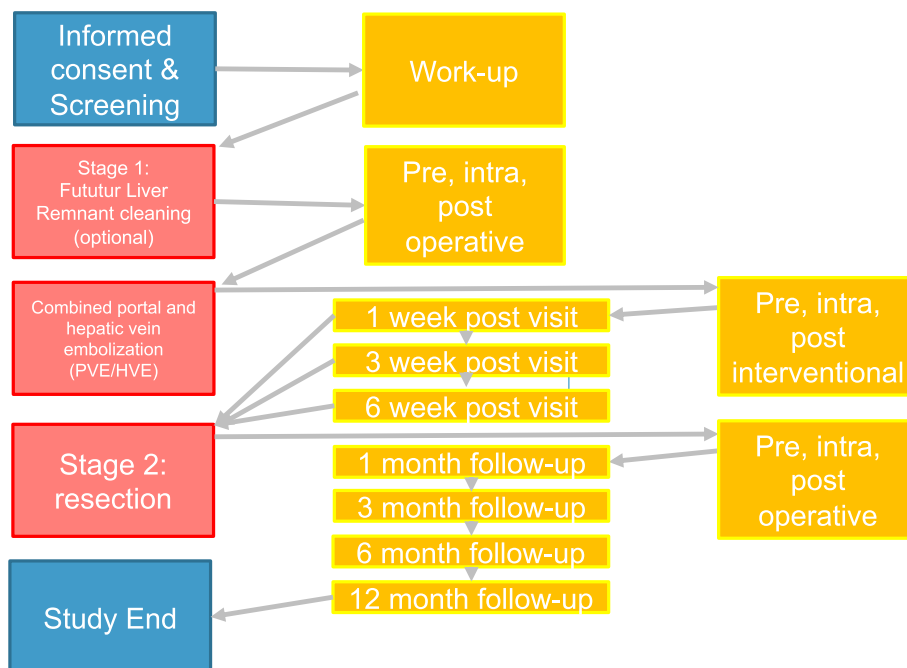 Informed
consent &
Screening
Work-up
Stage 1:
Fututur Liver
Remnant cleaning
(optional)
Pre, intra,
post
operative
Combined portal and
hepatic vein
embolization
(PVE/HVE)
Pre, intra,
post
interventional
1 week post visit
3 week post visit
6 week post visit
Stage 2:
resection
Pre, intra,
post
operative
1 month follow-up
3 month follow-up
6 month follow-up
12 month follow-up
Study End